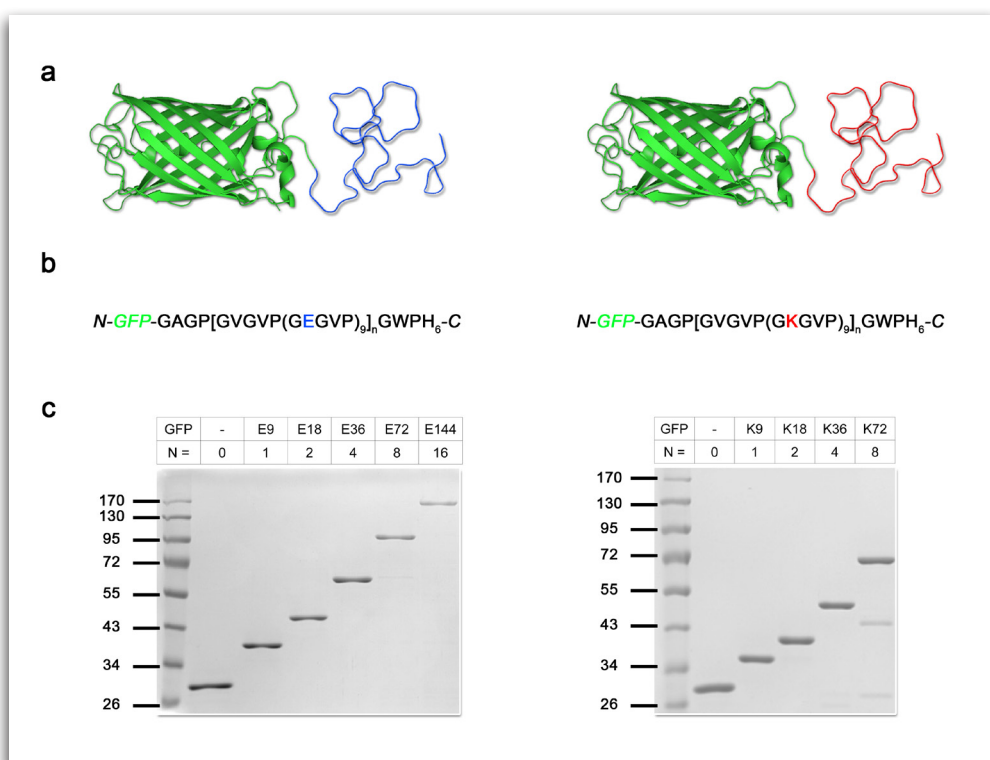 a
b
N-GFP-GAGP[GVGVP(GEGVP)9]nGWPH6-C
N-GFP-GAGP[GVGVP(GKGVP)9]nGWPH6-C
c
GFP - E9 E18 E36 E72 E144
N = 0 1 2 4 8 16
170
130
95
72
55
43
34
26
GFP - K9 K18 K36 K72
N = 0 1 2 4 8
170
130
95
72
55
43
34
26